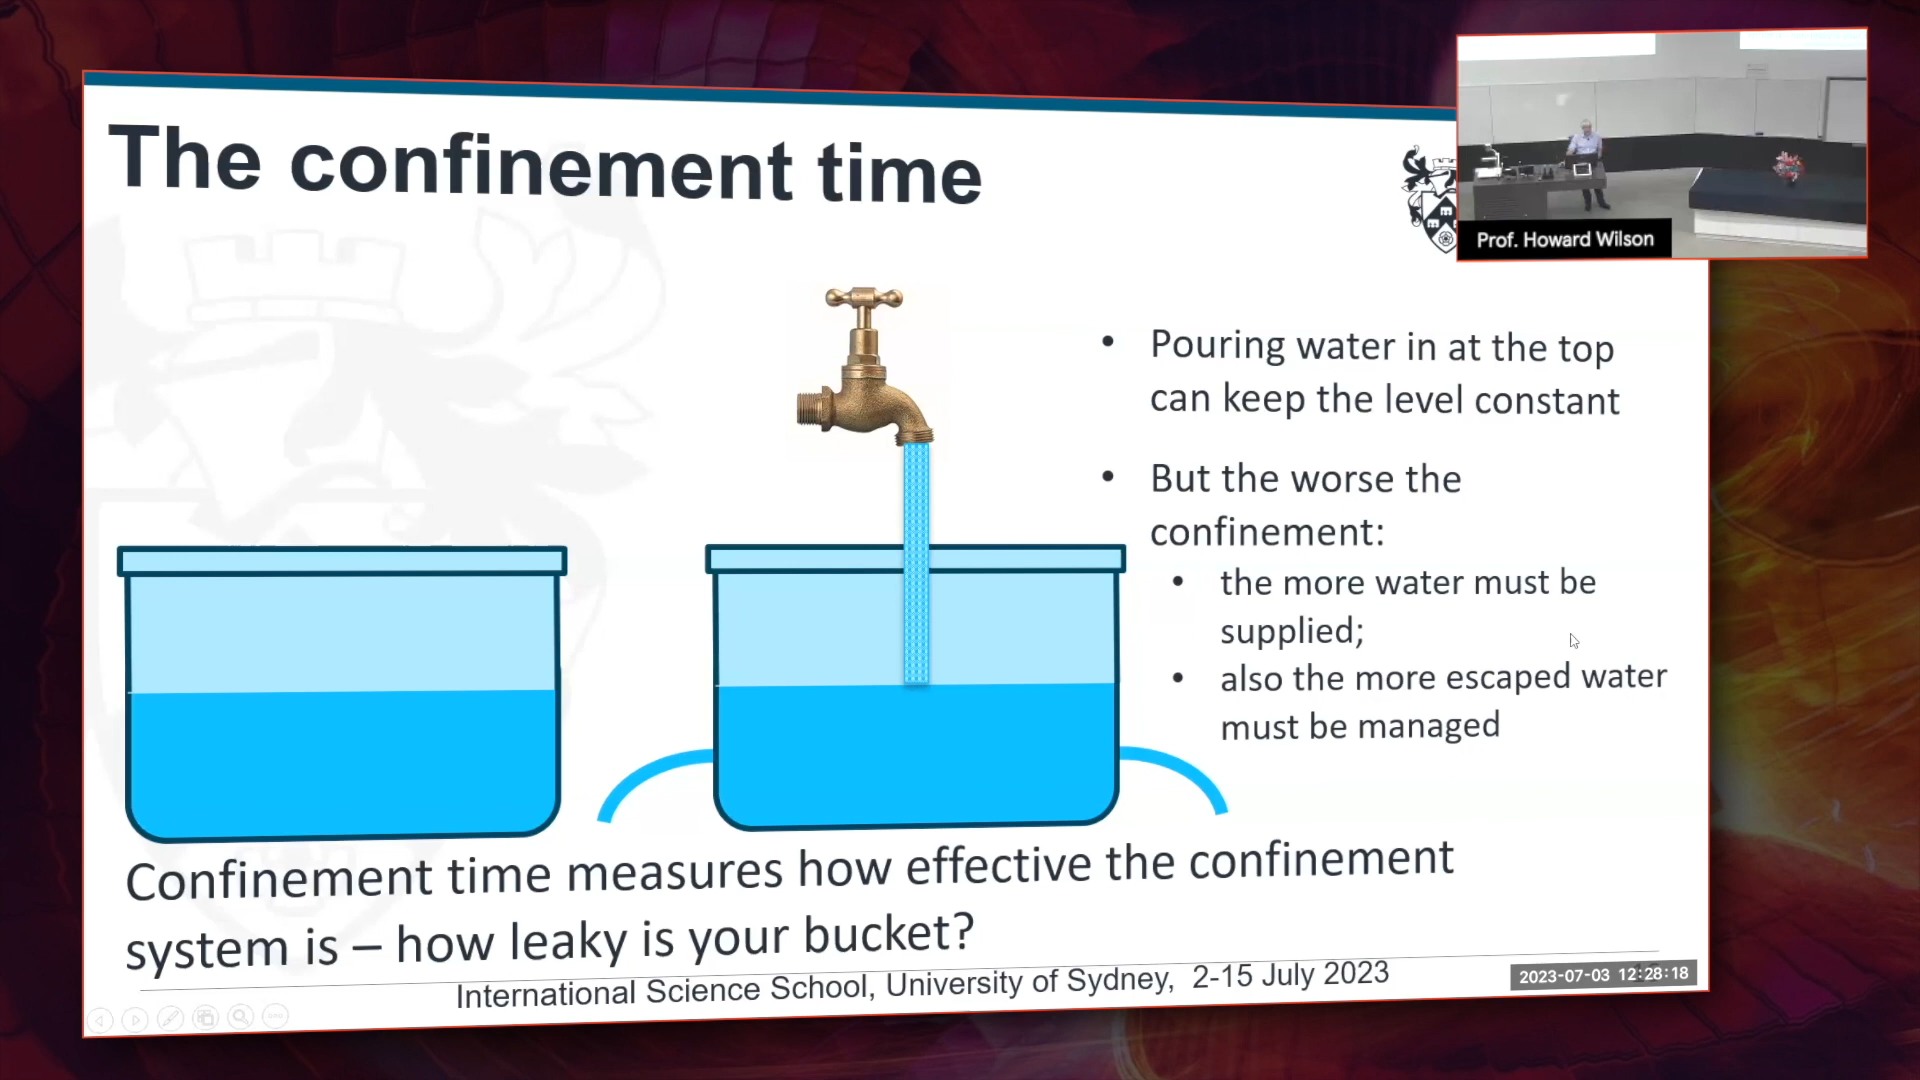 The confinement time
Prof. Howard Wilson
• Pouring water in at the top
can keep the level constant
• But the worse the
confinement:
• the more water must be
supplied;
• also the more escaped water
must be managed
Confinement time measures how effective the confinement
system is – how leaky is your bucket?
International Science School, University of Sydney, 2-15 July 2023
2023-07-03 12:28:18